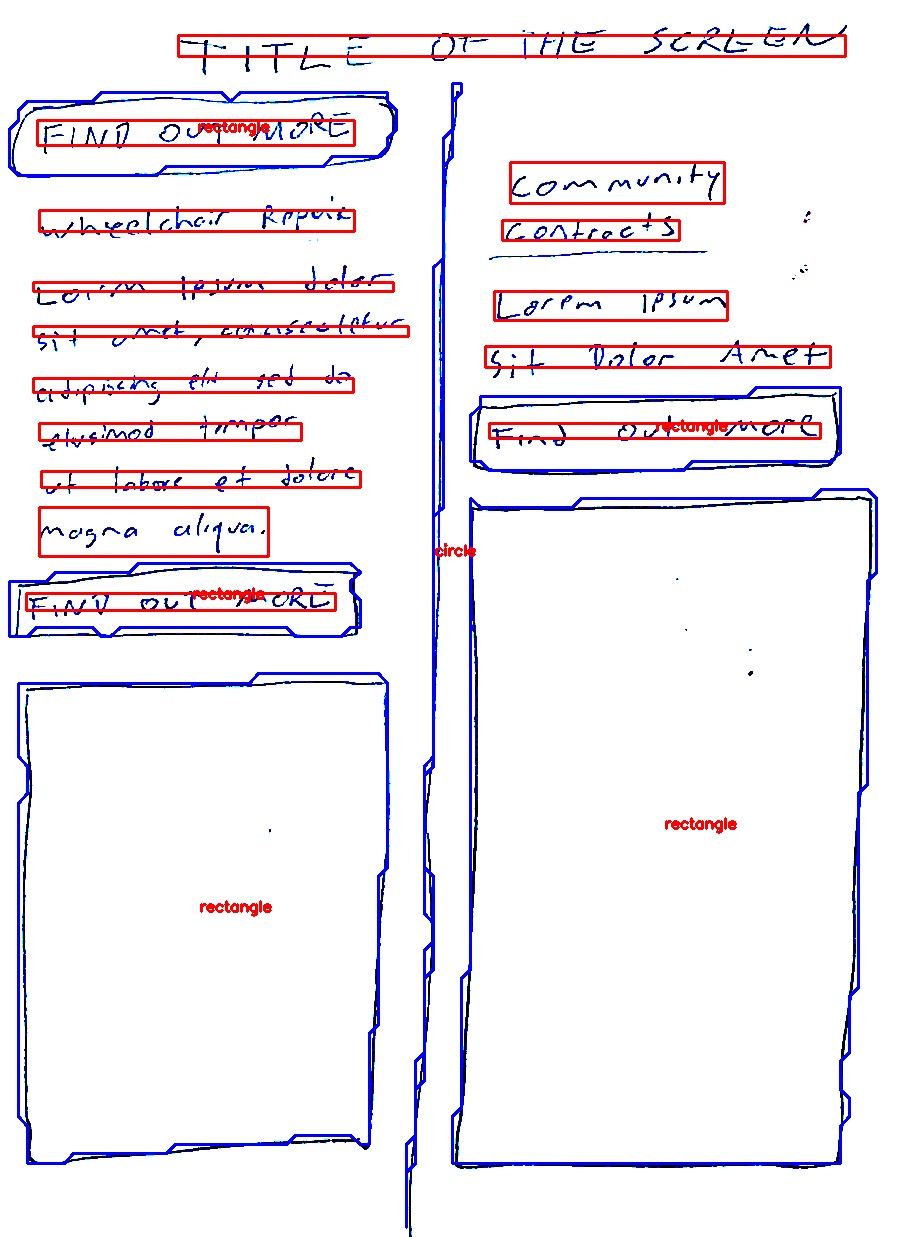 TITLE OF THE SCREEN
FIND OUT MORE
rectangle
Wheelchair Repair
Lorem Ipsum dolor
sit amet, consectetur
adipiscing elit sed do
eiusmod tempor
ut labore et dolore
magna aliqua.
FIND OUT MORE
rectangle
rectangle
circle
Community
Contracts
Lorem Ipsum
Sit Dolor Amet
Find out more
rectangle
rectangle